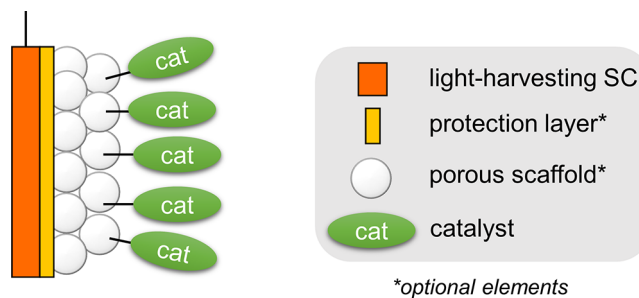 cat
cat
cat
cat
cat
light-harvesting SC
protection layer*
porous scaffold*
cat catalyst
*optional elements